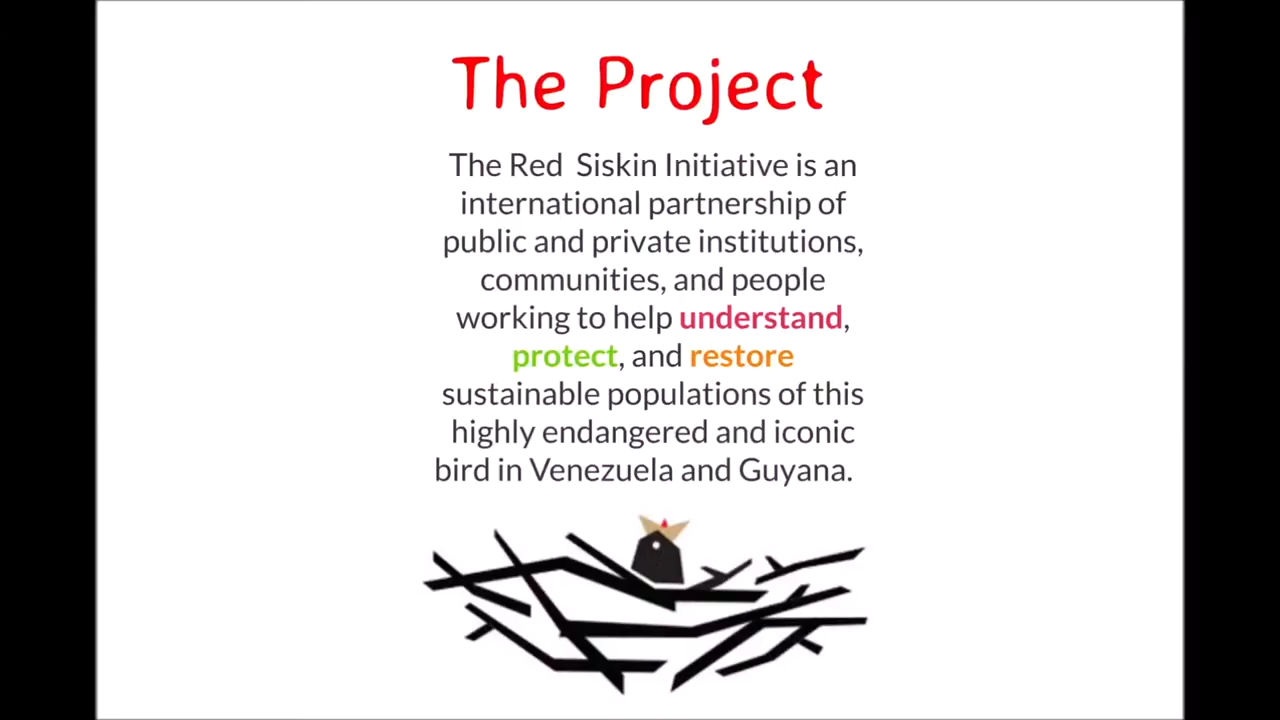 The Project
The Red Siskin Initiative is an
international partnership of
public and private institutions,
communities, and people
working to help understand,
protect, and restore
sustainable populations of this
highly endangered and iconic
bird in Venezuela and Guyana.